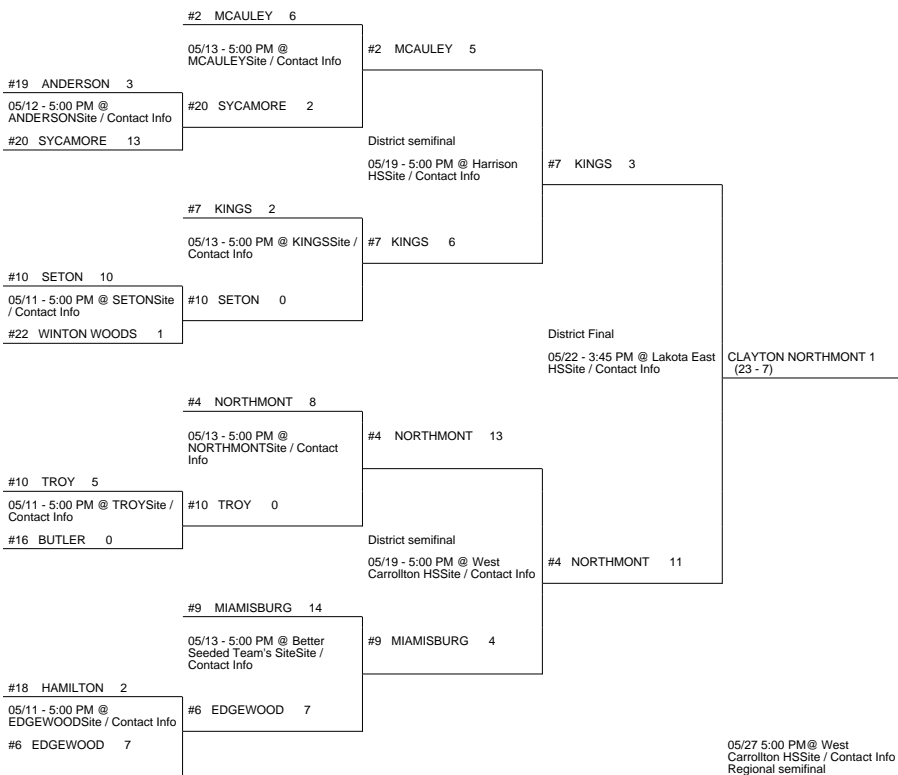 #2 MCAULEY 6
05/13 - 5:00 PM @
MCAULEYSite / Contact Info
#2 MCAULEY 5
#19 ANDERSON 3
05/12 - 5:00 PM @
ANDERSONSite / Contact Info
#20 SYCAMORE 2
#20 SYCAMORE 13
District semifinal
05/19 - 5:00 PM @ Harrison
HSSite / Contact Info
#7 KINGS 3
#7 KINGS 2
05/13 - 5:00 PM @ KINGSSite /
Contact Info
#7 KINGS 6
#10 SETON 10
05/11 - 5:00 PM @ SETONSite
/ Contact Info
#10 SETON 0
#22 WINTON WOODS 1
District Final
05/22 - 3:45 PM @ Lakota East
HSSite / Contact Info
CLAYTON NORTHMONT 1
(23 - 7)
#4 NORTHMONT 8
05/13 - 5:00 PM @
NORTHMONTSite / Contact
Info
#4 NORTHMONT 13
#10 TROY 5
05/11 - 5:00 PM @ TROYSite /
Contact Info
#10 TROY 0
#16 BUTLER 0
District semifinal
05/19 - 5:00 PM @ West
Carrollton HSSite / Contact Info
#4 NORTHMONT 11
#9 MIAMISBURG 14
05/13 - 5:00 PM @ Better
Seeded Team's SiteSite /
Contact Info
#9 MIAMISBURG 4
#18 HAMILTON 2
05/11 - 5:00 PM @
EDGEWOODSite / Contact Info
#6 EDGEWOOD 7
#6 EDGEWOOD 7
05/27 5:00 PM@ West
Carrollton HSSite / Contact Info
Regional semifinal